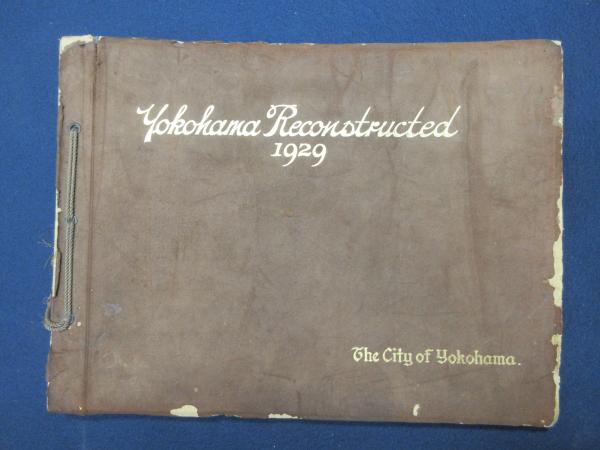 Yokohama Reconstructed
1929
The City of Yokohama.